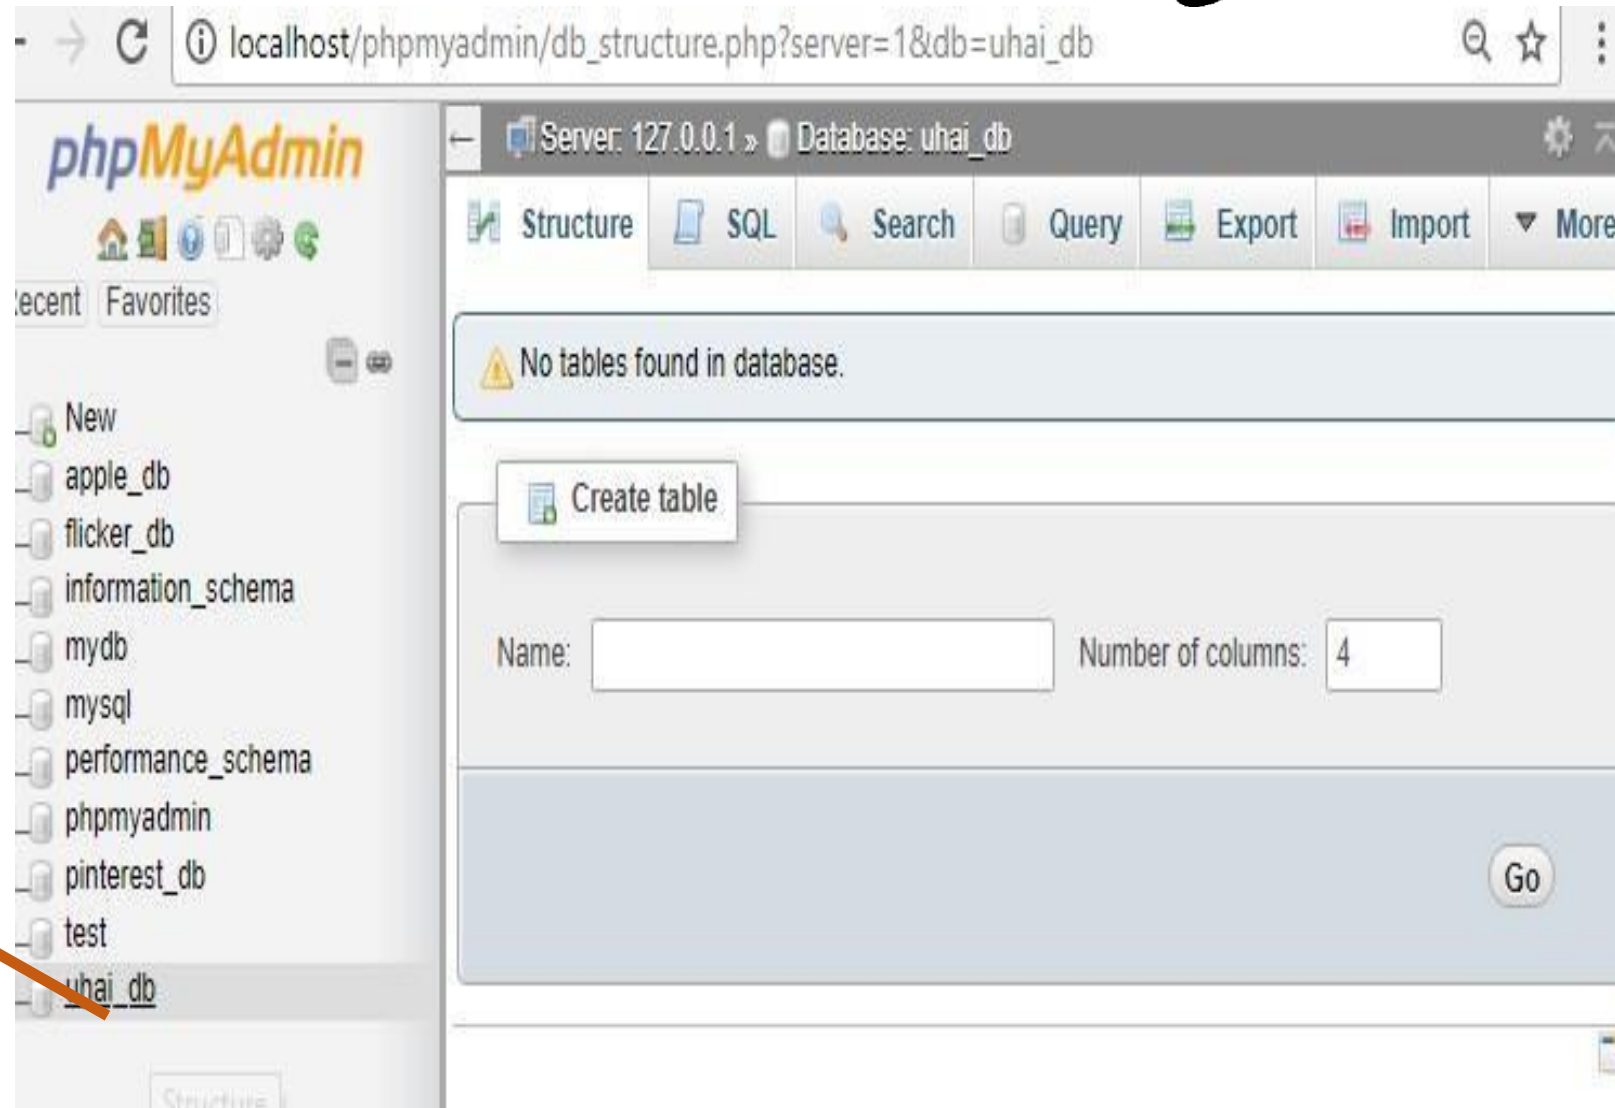 localhost/phpmyadmin/db_structure.php?server=1&db=uhai_db
phpMyAdmin
Favorites
New
apple_db
flicker_db
information_schema
mydb
mysql
performance_schema
phpmyadmin
pinterest_db
test
uhai_db
Structure
Server: 127.0.0.1 » Database: uhai_db
Structure SQL Search Query Export Import More
No tables found in database.
Create table
Name: Number of columns: 4
Go